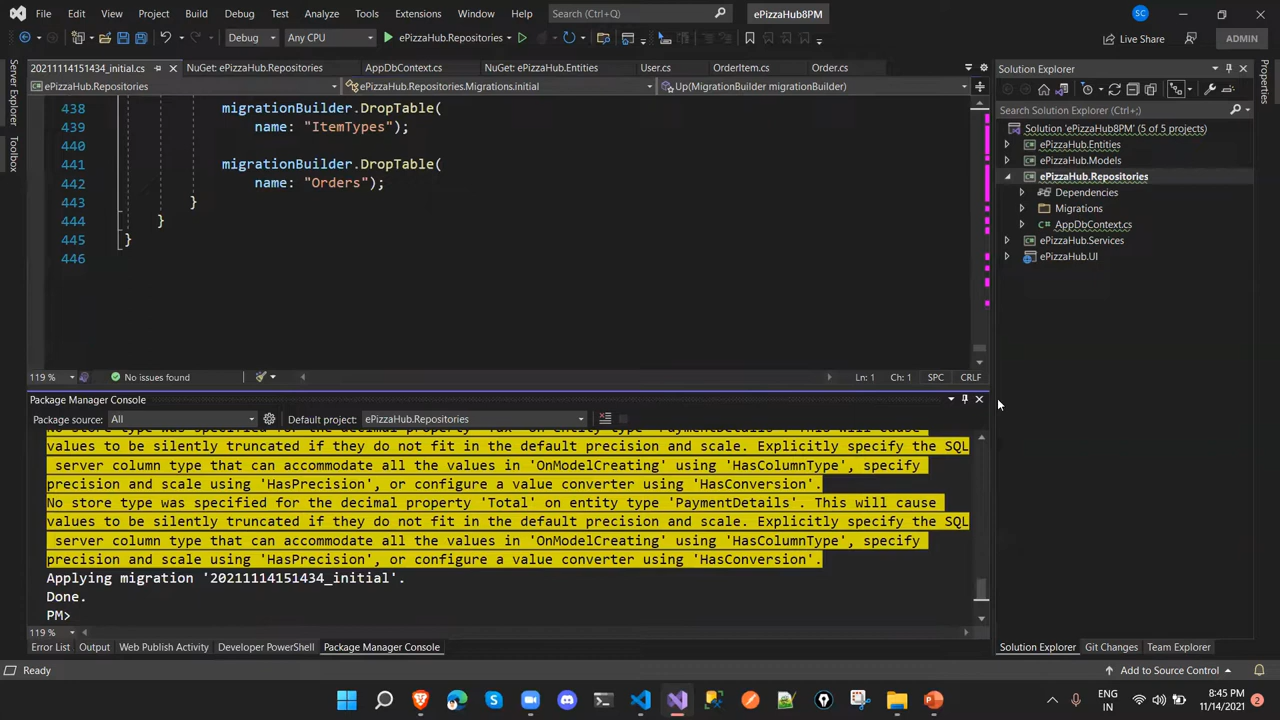 File Edit View Project Build Debug Test Analyze Tools Extensions Window Help Search (Ctrl+Q) ePizzaHub8PM SC
Debug Any CPU ePizzaHub.Repositories Live Share ADMIN
Server Explorer
Toolbox
20211114151434_initial.cs NuGet: ePizzaHub.Repositories AppDbContext.cs NuGet: ePizzaHub.Entities User.cs OrderItem.cs Order.cs
ePizzaHub.Repositories ePizzaHub.Repositories.Migrations.initial Up(MigrationBuilder migrationBuilder)
438 migrationBuilder.DropTable(
439 name: "ItemTypes");
440
441 migrationBuilder.DropTable(
442 name: "Orders");
443 }
444 }
445 }
446
119 % No issues found Ln: 1 Ch: 1 SPC CRLF
Package Manager Console
Package source: All Default project: ePizzaHub.Repositories
values to be silently truncated if they do not fit in the default precision and scale. Explicitly specify the SQL
server column type that can accommodate all the values in 'OnModelCreating' using 'HasColumnType', specify
precision and scale using 'HasPrecision', or configure a value converter using 'HasConversion'.
No store type was specified for the decimal property 'Total' on entity type 'PaymentDetails'. This will cause
values to be silently truncated if they do not fit in the default precision and scale. Explicitly specify the SQL
server column type that can accommodate all the values in 'OnModelCreating' using 'HasColumnType', specify
precision and scale using 'HasPrecision', or configure a value converter using 'HasConversion'.
Applying migration '20211114151434_initial'.
Done.
PM>
119 %
Error List Output Web Publish Activity Developer PowerShell Package Manager Console
Solution Explorer
Search Solution Explorer (Ctrl+;)
Solution 'ePizzaHub8PM' (5 of 5 projects)
ePizzaHub.Entities
ePizzaHub.Models
ePizzaHub.Repositories
Dependencies
Migrations
C# AppDbContext.cs
ePizzaHub.Services
ePizzaHub.UI
Solution Explorer Git Changes Team Explorer
Properties
Ready Add to Source Control
ENG
IN
8:45 PM
11/14/2021
2